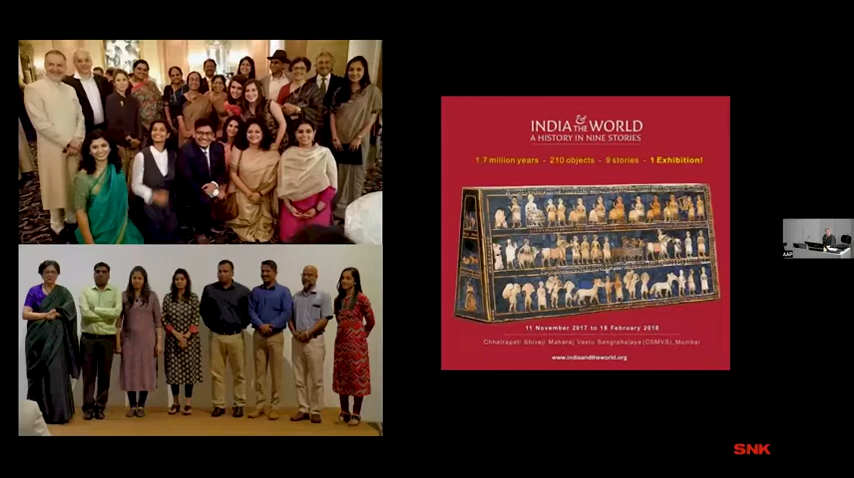 INDIA & THE WORLD
A HISTORY IN NINE STORIES
1.7 million years - 210 objects - 9 stories - 1 Exhibition!
11 November 2017 to 18 February 2018
Chhatrapati Shivaji Maharaj Vastu Sangrahalaya (CSMVS), Mumbai
www.indiaandtheworld.org
AAP
SNK